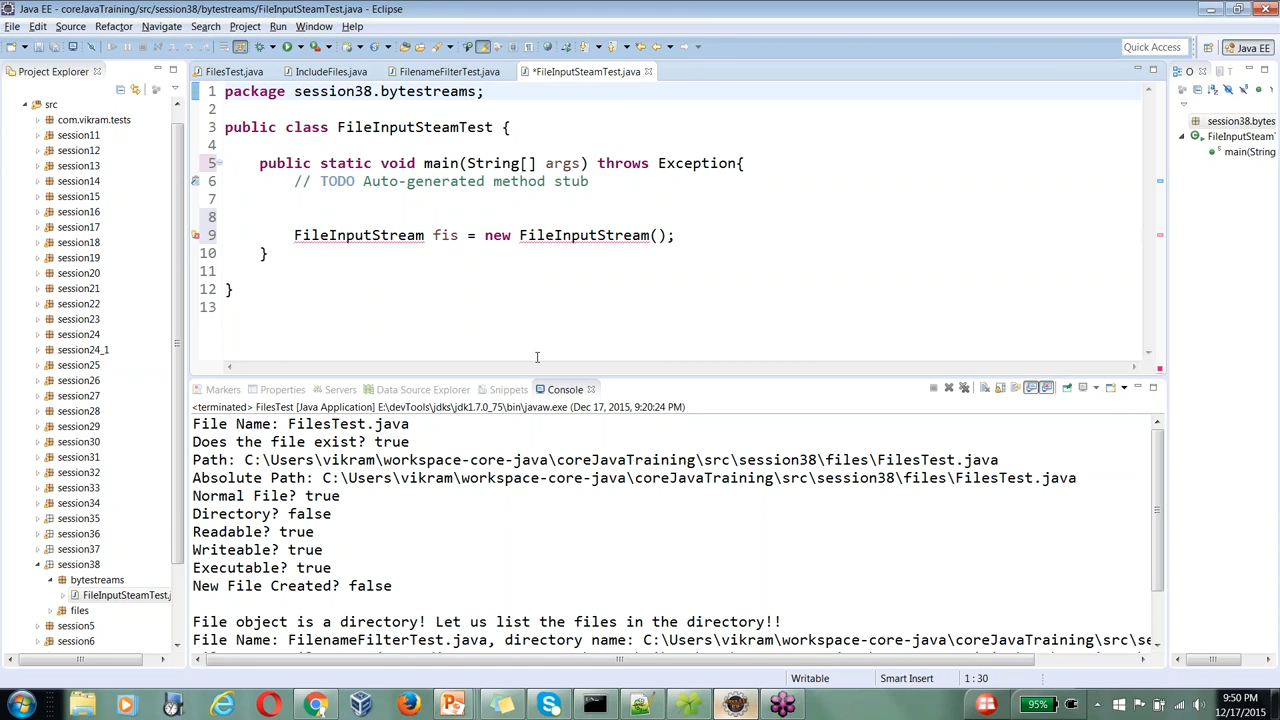 Java EE - coreJavaTraining/src/session38/bytestreams/FileInputSteamTest.java - Eclipse
File Edit Source Refactor Navigate Search Project Run Window Help
Quick Access Java EE
Project Explorer
FilesTest.java IncludeFiles.java FilenameFilterTest.java *FileInputSteamTest.java
O
src
com.vikram.tests
session11
session12
session13
session14
session15
session16
session17
session18
session19
session20
session21
session22
session23
session24
session24_1
session25
session26
session27
session28
session29
session30
session31
session32
session33
session34
session35
session36
session37
session38
bytestreams
FileInputSteamTest.j
files
session5
session6
1 package session38.bytestreams;
2
3 public class FileInputSteamTest {
4
5 public static void main(String[] args) throws Exception{
6 // TODO Auto-generated method stub
7
8
9 FileInputStream fis = new FileInputStream();
10 }
11
12 }
13
session38.bytes
FileInputSteam
main(String
Markers Properties Servers Data Source Explorer Snippets Console
<terminated> FilesTest [Java Application] E:\devTools\jdks\jdk1.7.0_75\bin\javaw.exe (Dec 17, 2015, 9:20:24 PM)
File Name: FilesTest.java
Does the file exist? true
Path: C:\Users\vikram\workspace-core-java\coreJavaTraining\src\session38\files\FilesTest.java
Absolute Path: C:\Users\vikram\workspace-core-java\coreJavaTraining\src\session38\files\FilesTest.java
Normal File? true
Directory? false
Readable? true
Writeable? true
Executable? true
New File Created? false
File object is a directory! Let us list the files in the directory!!
File Name: FilenameFilterTest.java, directory name: C:\Users\vikram\workspace-core-java\coreJavaTraining\src\se
Writable Smart Insert 1 : 30
95%
9:50 PM
12/17/2015